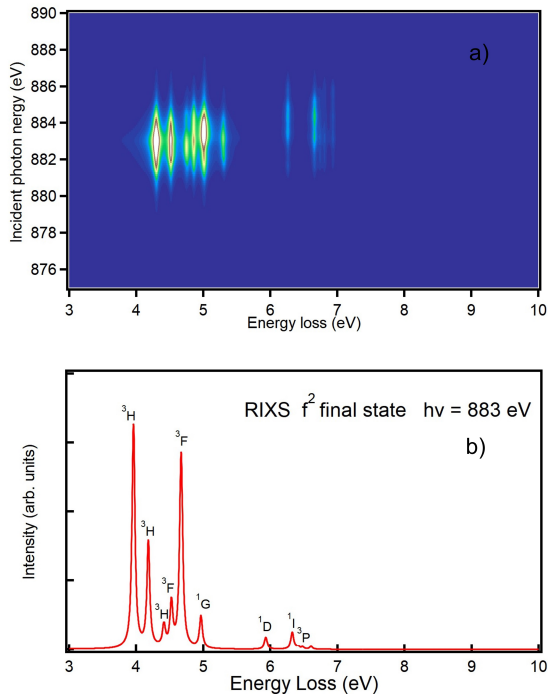 a)
Incident photon nergy (eV)
890
888
886
884
882
880
878
876
3 4 5 6 7 8 9 10
Energy loss (eV)
RIXS f² final state hν = 883 eV
b)
Intensity (arb. units)
³H
³H
³H
³F
³F
¹G
¹D
¹I
³P
3 4 5 6 7 8 9 10
Energy Loss (eV)